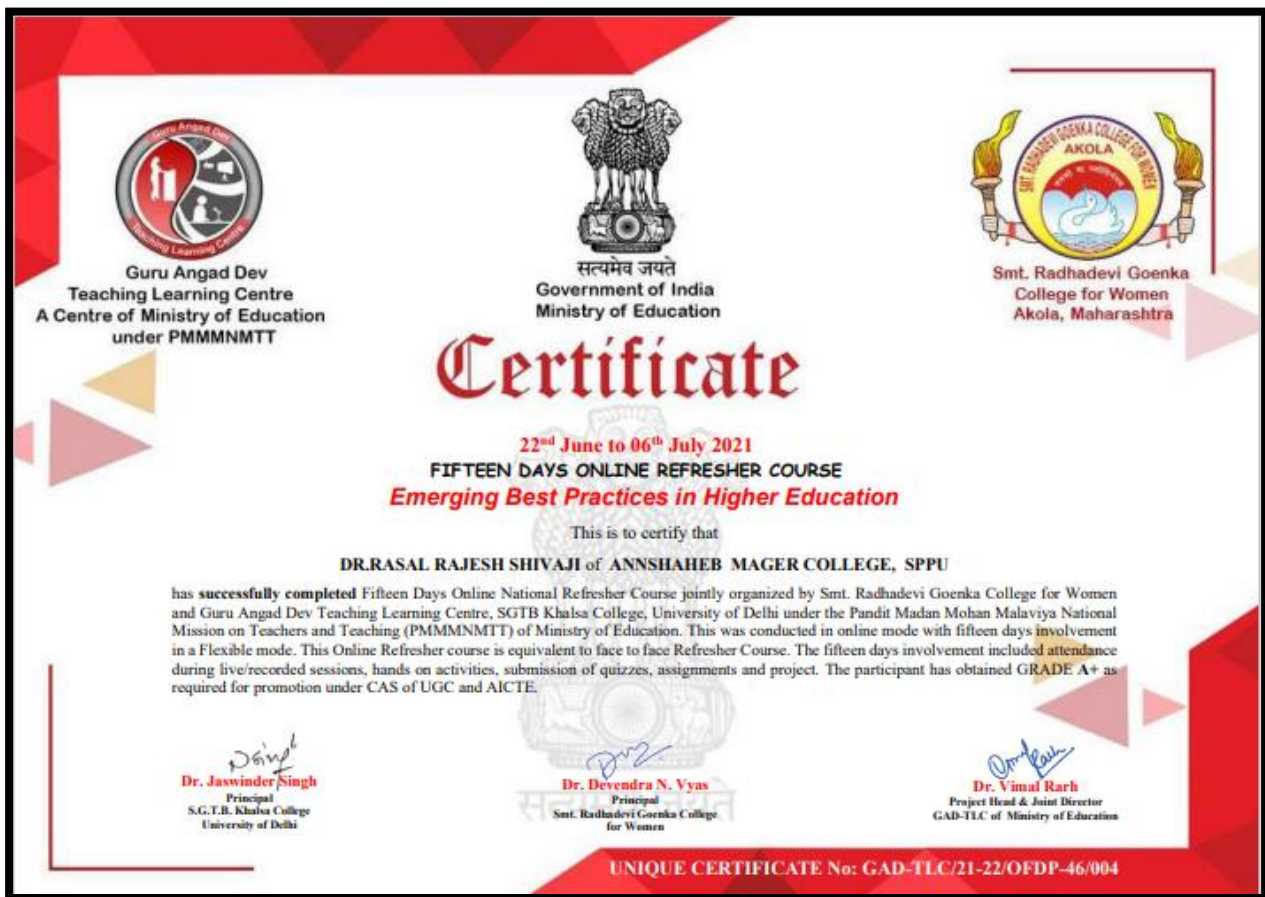 Guru Angad Dev
Teaching Learning Centre
Guru Angad Dev
Teaching Learning Centre
A Centre of Ministry of Education
under PMMMNMTT
सत्यमेव जयते
Government of India
Ministry of Education
SMT. RADHADEVI GOENKA COLLEGE FOR WOMEN
AKOLA
Smt. Radhadevi Goenka
College for Women
Akola, Maharashtra
Certificate
22nd June to 06th July 2021
FIFTEEN DAYS ONLINE REFRESHER COURSE
Emerging Best Practices in Higher Education
This is to certify that
DR.RASAL RAJESH SHIVAJI of ANNSHAHEB MAGER COLLEGE, SPPU
has successfully completed Fifteen Days Online National Refresher Course jointly organized by Smt. Radhadevi Goenka College for Women
and Guru Angad Dev Teaching Learning Centre, SGTB Khalsa College, University of Delhi under the Pandit Madan Mohan Malaviya National
Mission on Teachers and Teaching (PMMMNMTT) of Ministry of Education. This was conducted in online mode with fifteen days involvement
in a Flexible mode. This Online Refresher course is equivalent to face to face Refresher Course. The fifteen days involvement included attendance
during live/recorded sessions, hands on activities, submission of quizzes, assignments and project. The participant has obtained GRADE A+ as
required for promotion under CAS of UGC and AICTE.
Dr. Jaswinder Singh
Principal
S.G.T.B. Khalsa College
University of Delhi
Dr. Devendra N. Vyas
Principal
Smt. Radhadevi Goenka College
for Women
Dr. Vimal Rarh
Project Head & Joint Director
GAD-TLC of Ministry of Education
सत्यमेव जयते
UNIQUE CERTIFICATE No: GAD-TLC/21-22/OFDP-46/004